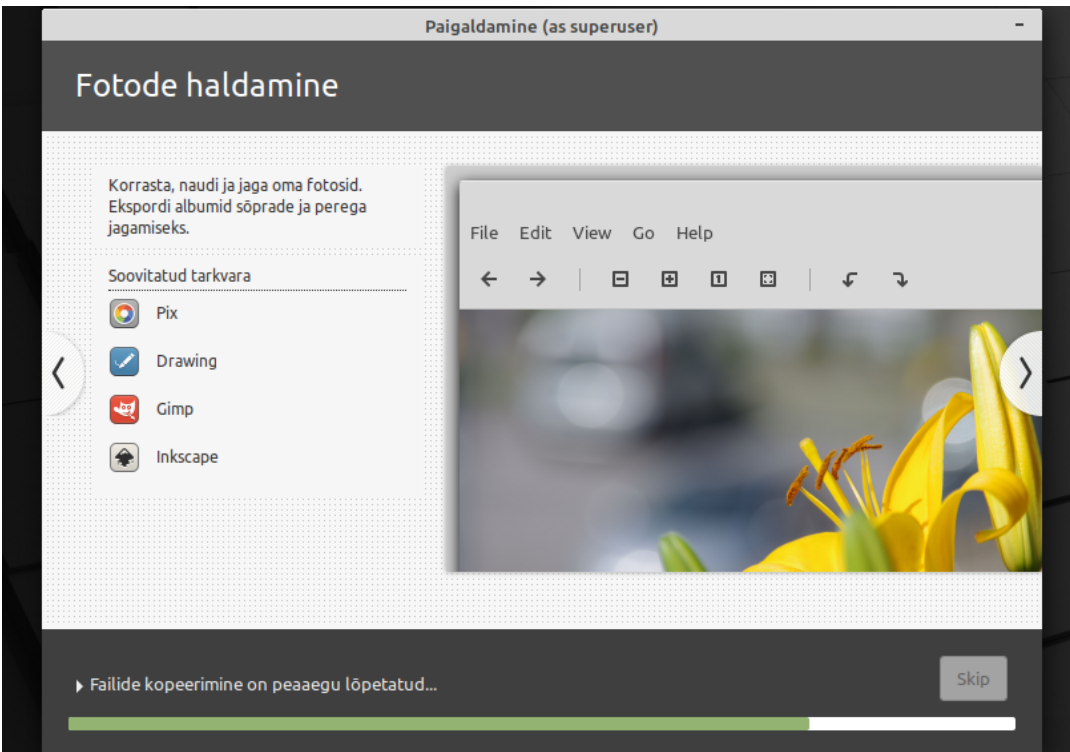 Paigaldamine (as superuser)
Fotode haldamine
Korrasta, naudi ja jaga oma fotosid.
Ekspordi albumid sõprade ja perega
jagamiseks.
Soovitatud tarkvara
Pix
Drawing
Gimp
Inkscape
File Edit View Go Help
1
Failide kopeerimine on peaaegu lõpetatud...
Skip